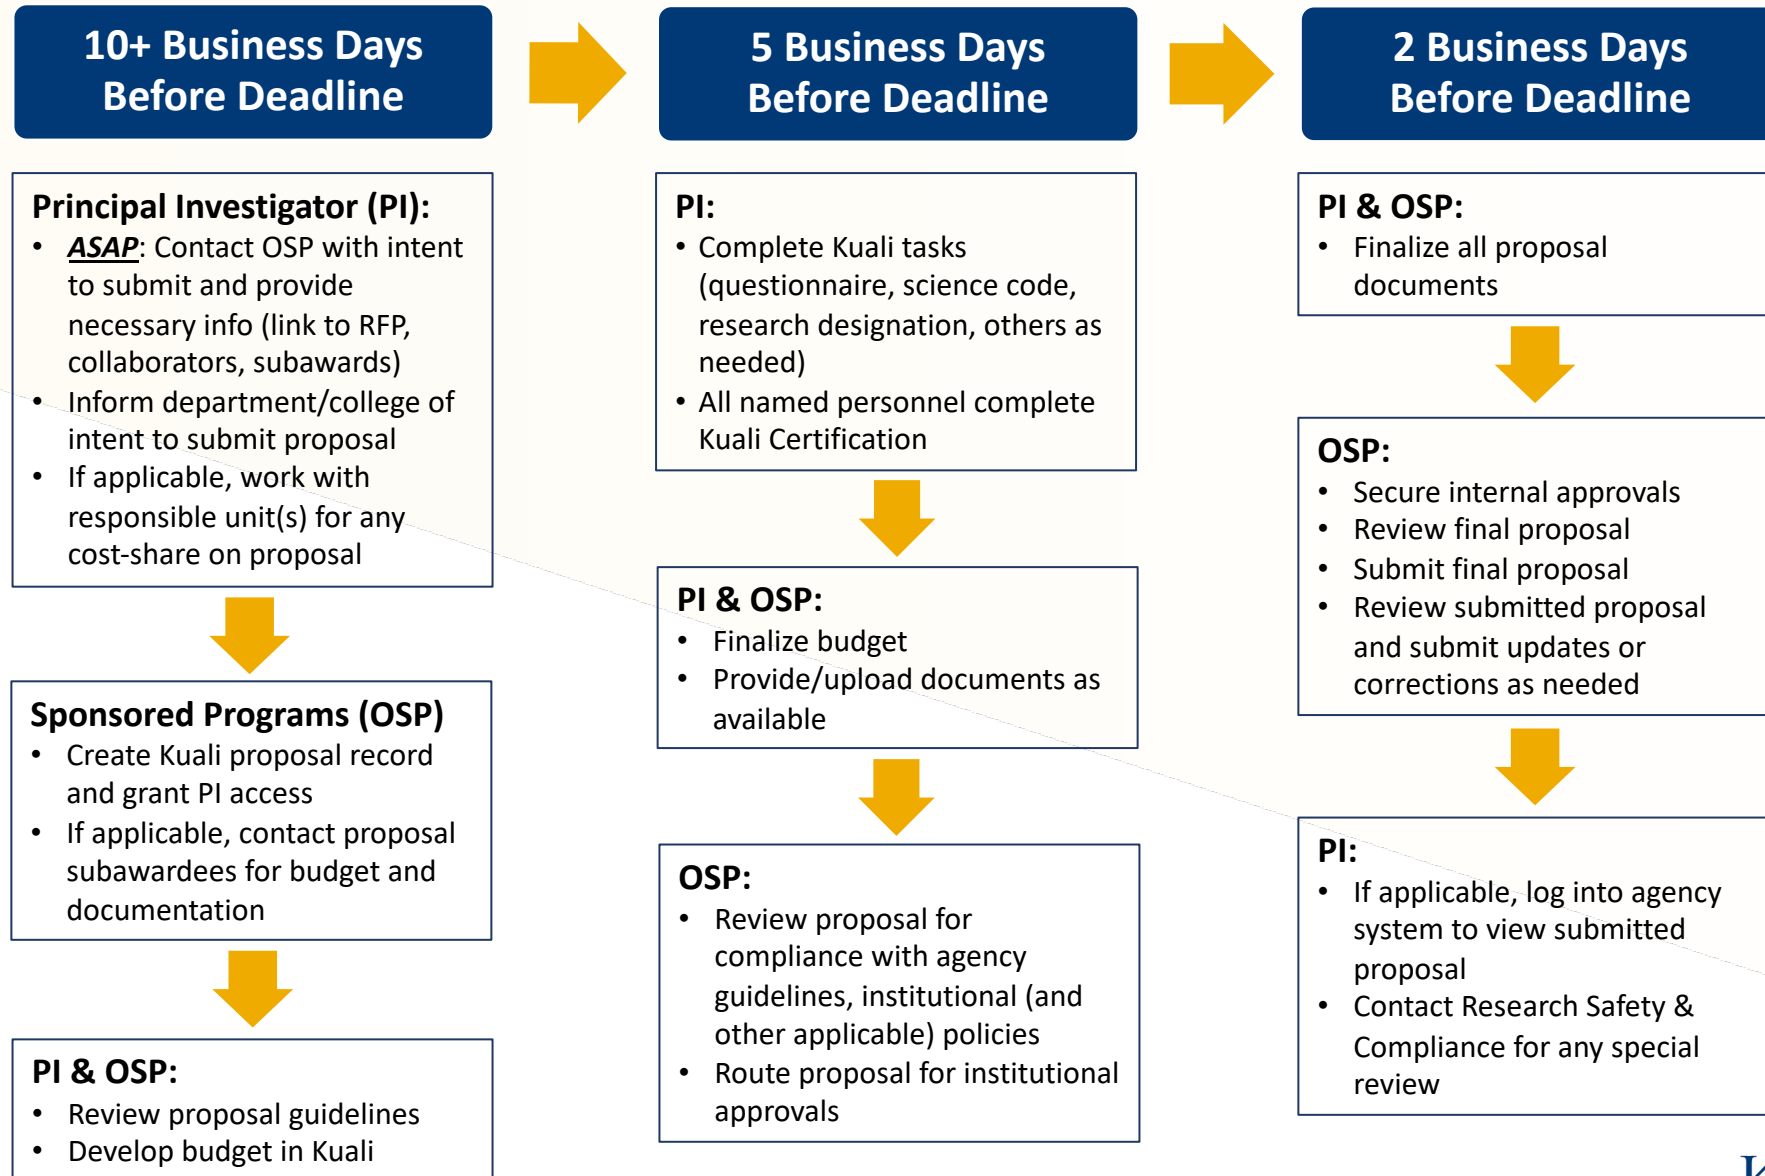 10+ Business Days
Before Deadline
Principal Investigator (PI):
• ASAP: Contact OSP with intent
to submit and provide
necessary info (link to RFP,
collaborators, subawards)
• Inform department/college of
intent to submit proposal
• If applicable, work with
responsible unit(s) for any
cost-share on proposal
Sponsored Programs (OSP)
• Create Kuali proposal record
and grant PI access
• If applicable, contact proposal
subawardees for budget and
documentation
PI & OSP:
• Review proposal guidelines
• Develop budget in Kuali
5 Business Days
Before Deadline
PI:
• Complete Kuali tasks
(questionnaire, science code,
research designation, others as
needed)
• All named personnel complete
Kuali Certification
PI & OSP:
• Finalize budget
• Provide/upload documents as
available
OSP:
• Review proposal for
compliance with agency
guidelines, institutional (and
other applicable) policies
• Route proposal for institutional
approvals
2 Business Days
Before Deadline
PI & OSP:
• Finalize all proposal
documents
OSP:
• Secure internal approvals
• Review final proposal
• Submit final proposal
• Review submitted proposal
and submit updates or
corrections as needed
PI:
• If applicable, log into agency
system to view submitted
proposal
• Contact Research Safety &
Compliance for any special
review